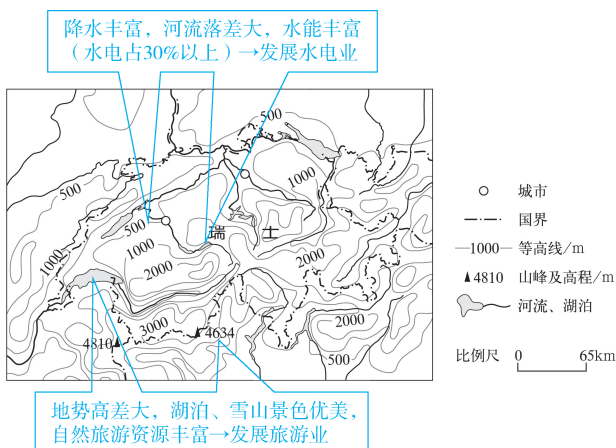 降水丰富，河流落差大，水能丰富
（水电占30%以上）→发展水电业
500
500
1000
500
1000
瑞 士
1000
2000
2000
3000
2000
4634
4810
500
城市
国界
1000 等高线/m
4810 山峰及高程/m
河流、湖泊
比例尺 0 65km
地势高差大，湖泊、雪山景色优美，
自然旅游资源丰富→发展旅游业